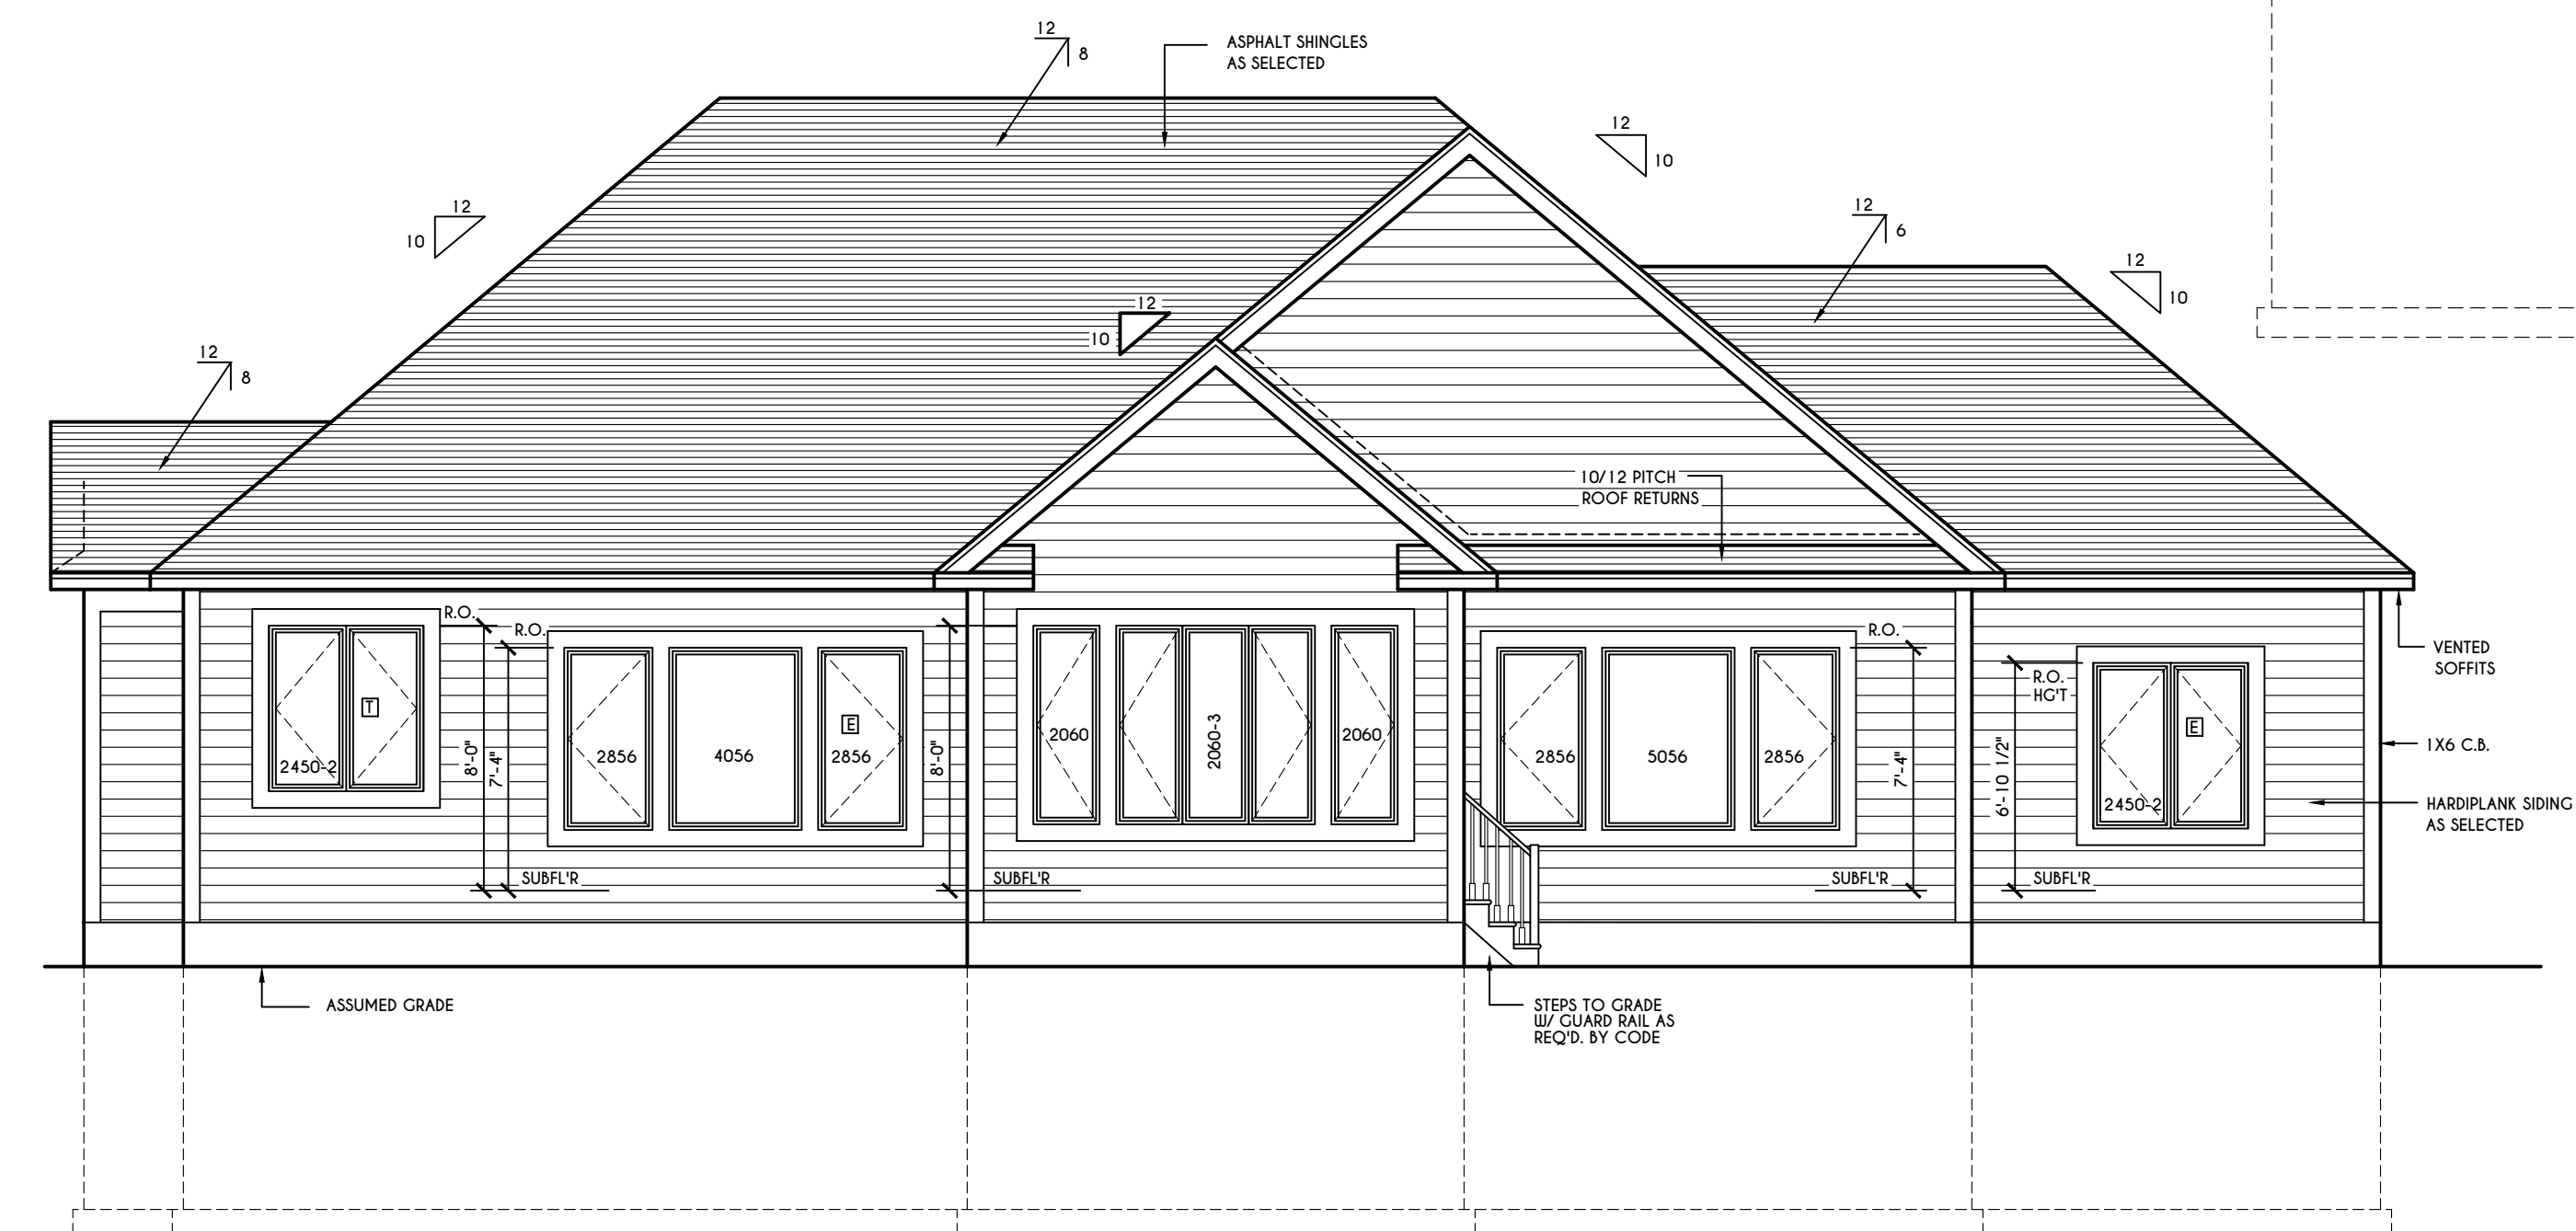 12
8
ASPHALT SHINGLES
AS SELECTED
12
10
12
10
12
6
12
10
12
10
12
8
10/12 PITCH
ROOF RETURNS
R.O.
R.O.
R.O.
R.O.
HG'T
VENTED
SOFFITS
T
E
E
2450-2
8'-0"
7'-4"
2856
4056
2856
8'-0"
2060
2060-3
2060
2856
5056
2856
7'-4"
6'-10 1/2"
2450-2
1X6 C.B.
HARDIPLANK SIDING
AS SELECTED
SUBFL'R
SUBFL'R
SUBFL'R
SUBFL'R
ASSUMED GRADE
STEPS TO GRADE
W/ GUARD RAIL AS
REQ'D. BY CODE